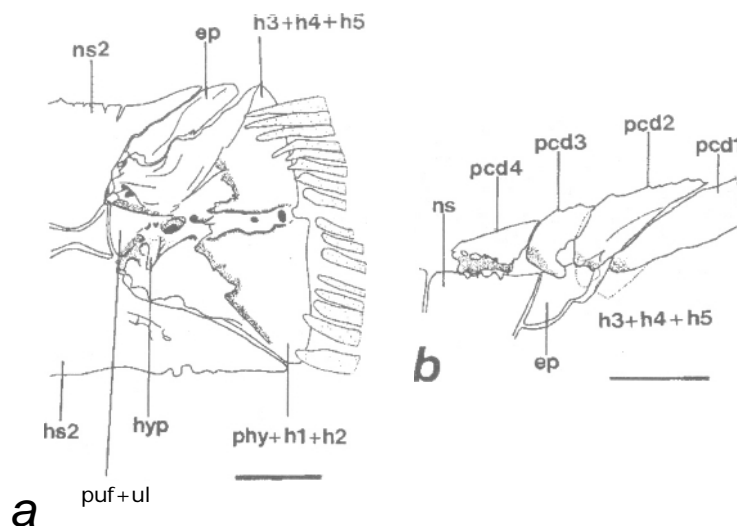 ns2
ep
h3+h4+h5
hs2
hyp
phy+h1+h2
puf+ul
a
pcd4
pcd3
pcd2
pcd1
ns
h3+h4+h5
ep
b